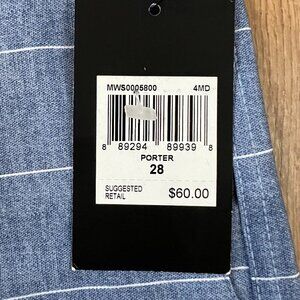 MWS0005800 4MD
8 89294 89939 8
PORTER
28
SUGGESTED
RETAIL $60.00